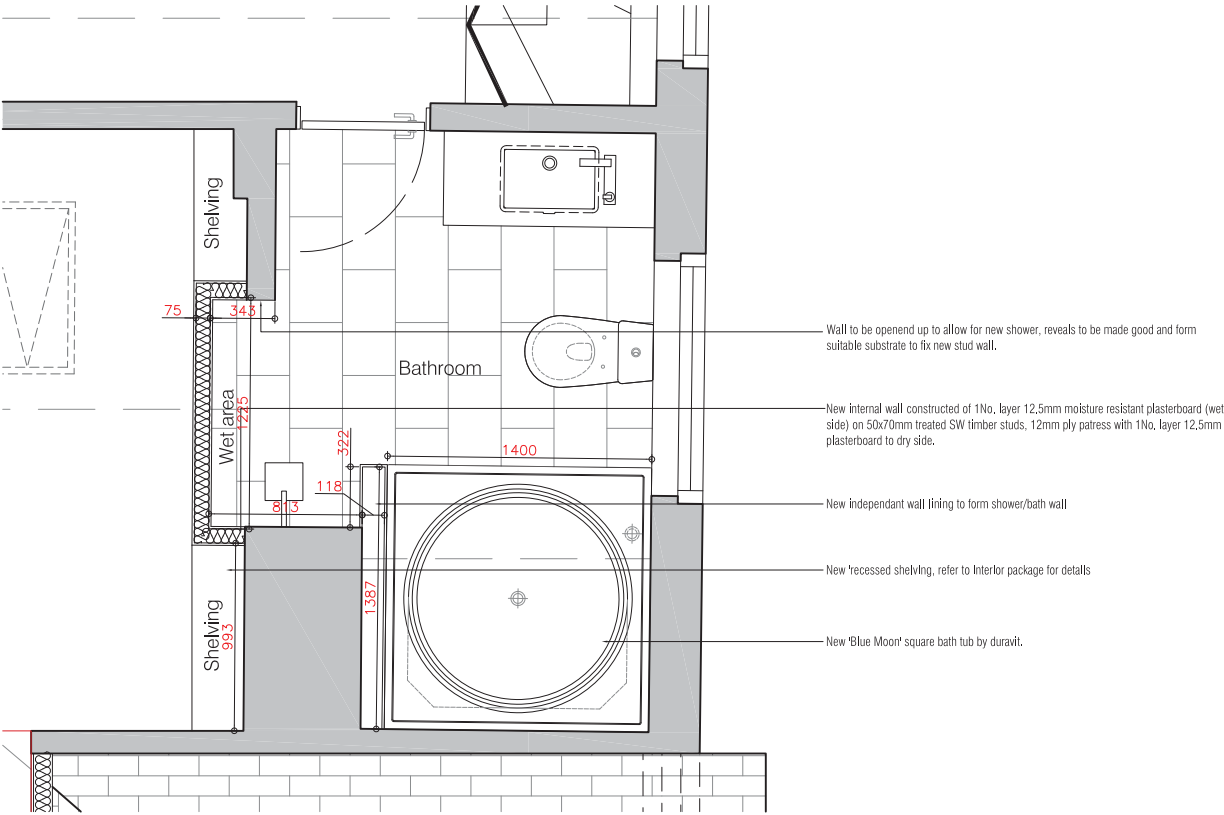 Shelving
75
343
Wall to be openend up to allow for new shower, reveals to be made good and form
suitable substrate to fix new stud wall.
Bathroom
Wet area
1225
New internal wall constructed of 1No. layer 12.5mm moisture resistant plasterboard (wet
side) on 50x70mm treated SW timber studs, 12mm ply patress with 1No. layer 12.5mm
plasterboard to dry side.
322
1400
118
813
New independant wall lining to form shower/bath wall
New 'recessed shelving, refer to Interior package for details
1387
Shelving
993
New 'Blue Moon' square bath tub by duravit.